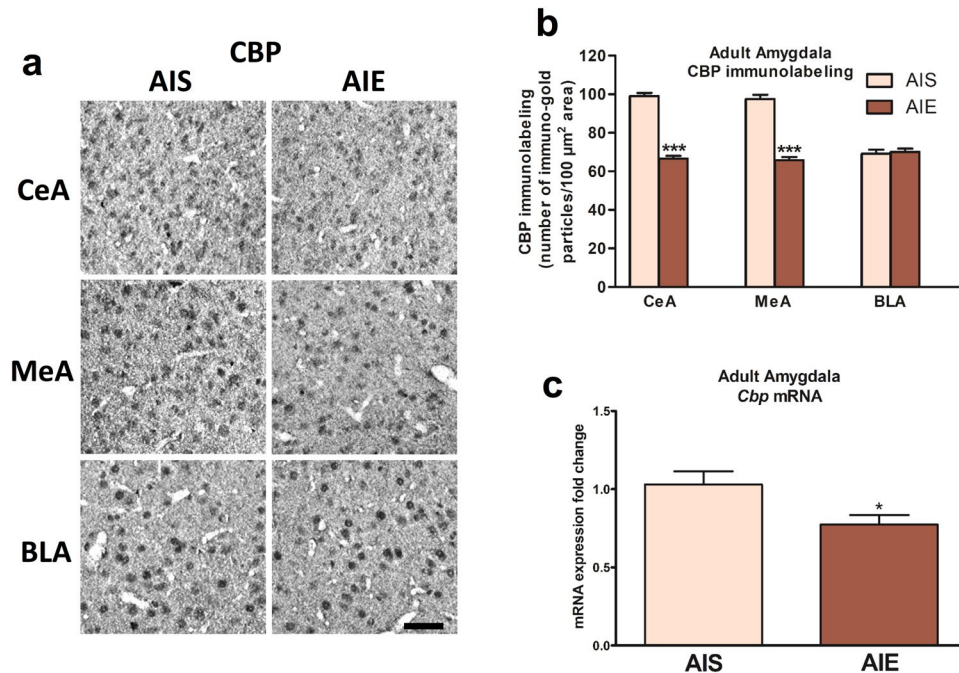 a
CBP
AIS AIE
CeA
MeA
BLA
b
Adult Amygdala
CBP immunolabeling
AIS
AIE
CBP immunolabeling
(number of immuno-gold
particles/100 µm² area)
120
100
80
60
40
20
0
*** ***
CeA MeA BLA
c
Adult Amygdala
Cbp mRNA
mRNA expression fold change
1.5
1.0
0.5
0.0
*
AIS AIE